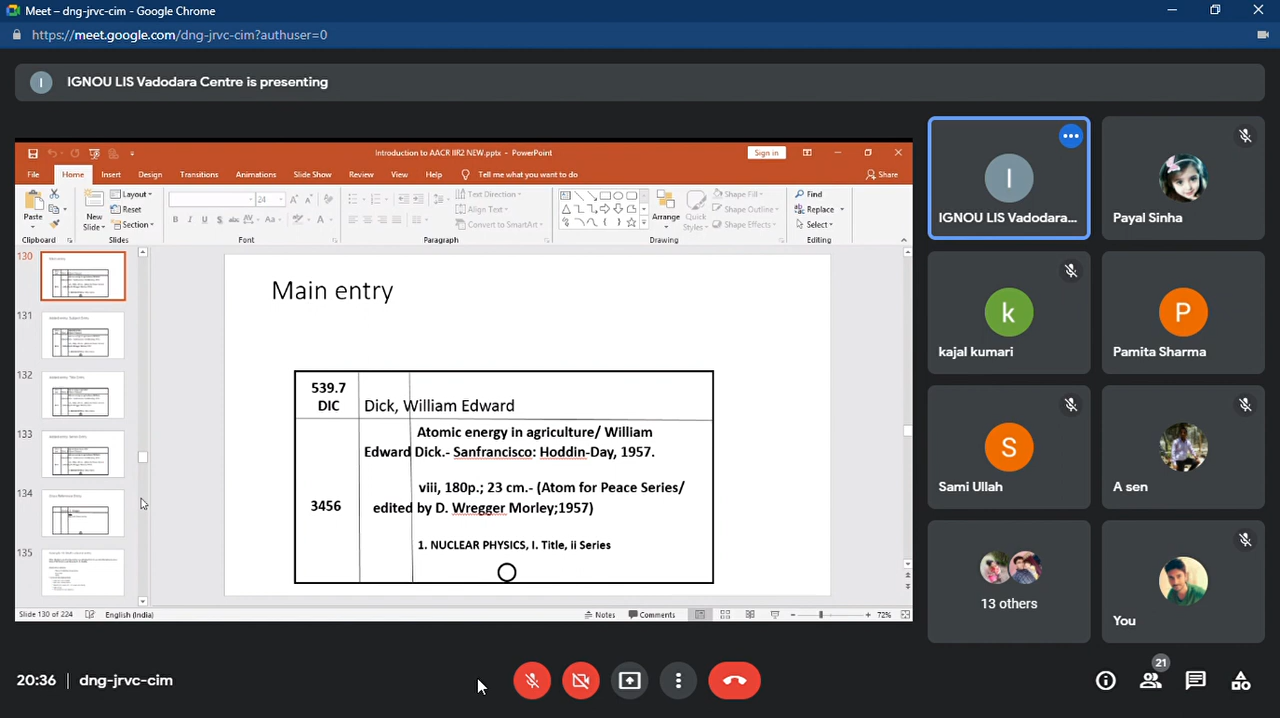 Meet – dng-jrvc-cim - Google Chrome
https://meet.google.com/dng-jrvc-cim?authuser=0
I IGNOU LIS Vadodara Centre is presenting
Introduction to AACR IIR2 NEW.pptx - PowerPoint
Sign in
File Home Insert Design Transitions Animations Slide Show Review View Help Tell me what you want to do Share
Paste
Clipboard
New
Slide
Layout
Reset
Section
Slides
24
B I U S abc AV Aa A
Font
Text Direction
Align Text
Convert to SmartArt
Paragraph
Arrange
Quick
Styles
Shape Fill
Shape Outline
Shape Effects
Drawing
Find
Replace
Select
Editing
130
131
132
133
134
135
Main entry
539.7
DIC
Dick, William Edward
Atomic energy in agriculture/ William
Edward Dick.- Sanfrancisco: Hoddin-Day, 1957.
viii, 180p.; 23 cm.- (Atom for Peace Series/
3456
edited by D. Wregger Morley;1957)
1. NUCLEAR PHYSICS, I. Title, ii Series
Slide 130 of 224 English (India) Notes Comments 72%
I
IGNOU LIS Vadodara...
Payal Sinha
k
kajal kumari
P
Pamita Sharma
S
Sami Ullah
A sen
13 others
You
20:36 dng-jrvc-cim
21